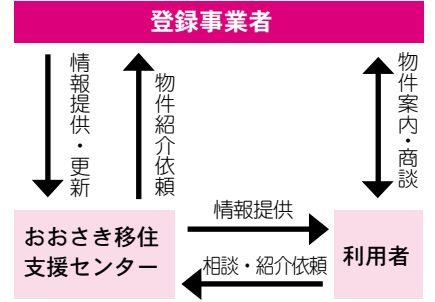 登録事業者
情報提供・更新
物件紹介依頼
物件案内・商談
情報提供
おおさき移住
支援センター
相談・紹介依頼
利用者